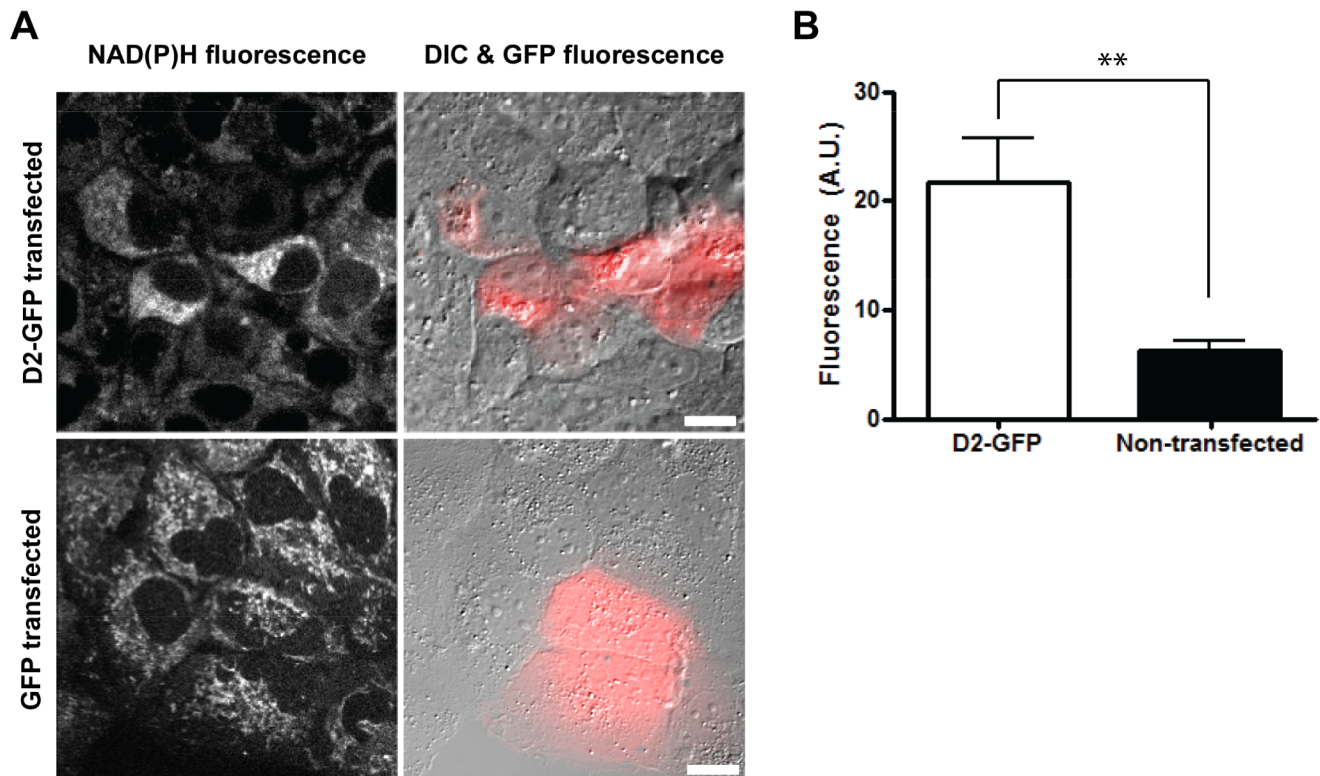 A
NAD(P)H fluorescence
DIC & GFP fluorescence
D2-GFP transfected
GFP transfected
B
**
Fluorescence (A.U.)
30
20
10
0
D2-GFP
Non-transfected